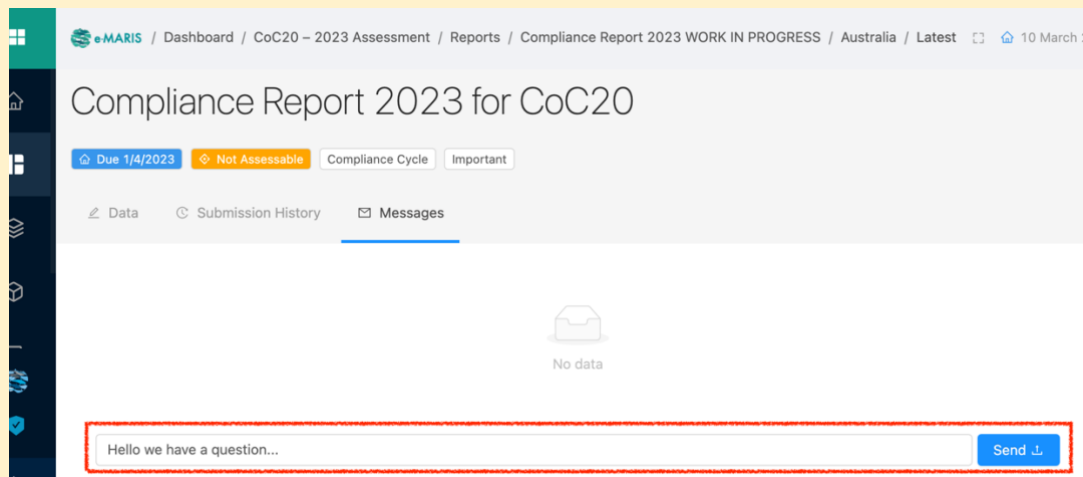 e-MARIS / Dashboard / CoC20 – 2023 Assessment / Reports / Compliance Report 2023 WORK IN PROGRESS / Australia / Latest 10 March
Compliance Report 2023 for CoC20
Due 1/4/2023 Not Assessable Compliance Cycle Important
Data Submission History Messages
No data
Hello we have a question... Send